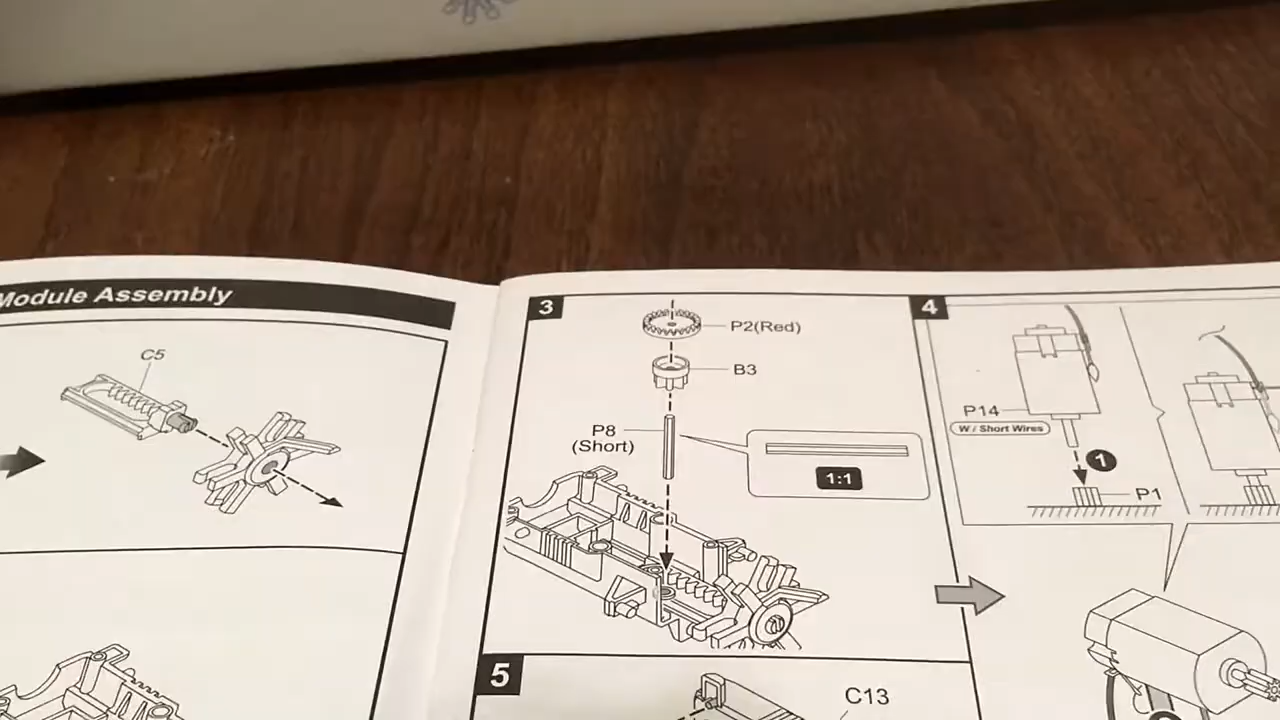 Module Assembly
C5
3
P2(Red)
B3
P8
(Short)
1:1
4
P14
W / Short Wires
1
P1
5
C13